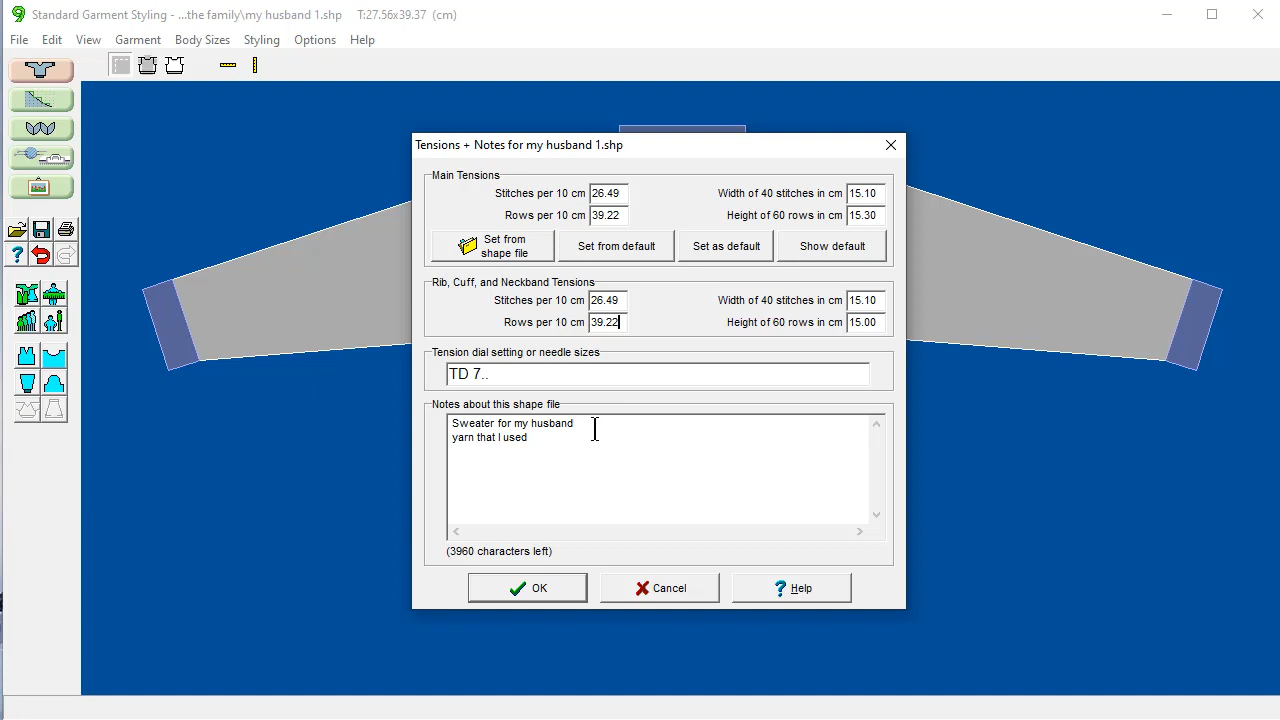 Standard Garment Styling - ...the family\my husband 1.shp T:27.56x39.37 (cm)
File Edit View Garment Body Sizes Styling Options Help
Tensions + Notes for my husband 1.shp
Main Tensions
Stitches per 10 cm 26.49 Width of 40 stitches in cm 15.10
Rows per 10 cm 39.22 Height of 60 rows in cm 15.30
Set from shape file Set from default Set as default Show default
Rib, Cuff, and Neckband Tensions
Stitches per 10 cm 26.49 Width of 40 stitches in cm 15.10
Rows per 10 cm 39.22 Height of 60 rows in cm 15.00
Tension dial setting or needle sizes
TD 7..
Notes about this shape file
Sweater for my husband
yarn that I used
(3960 characters left)
OK Cancel ? Help